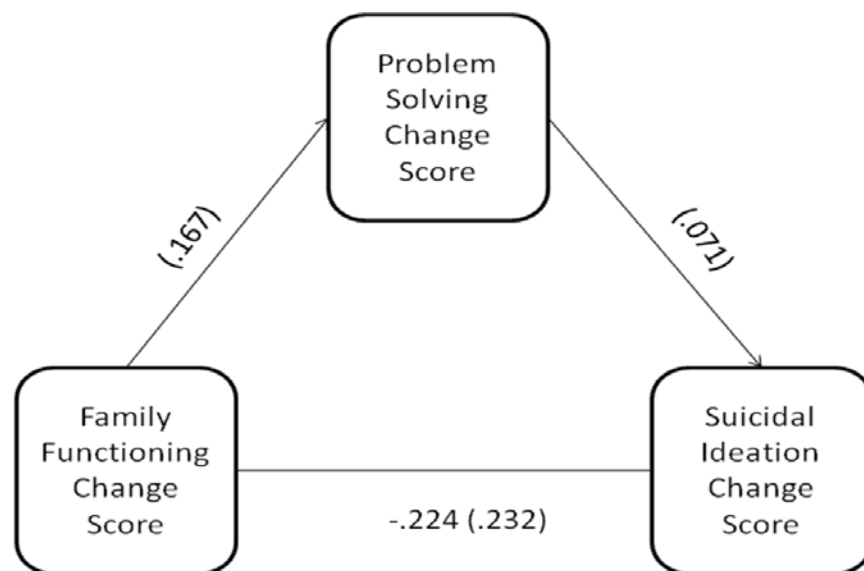 Problem
Solving
Change
Score
(.167)
(.071)
Family
Functioning
Change
Score
Suicidal
Ideation
Change
Score
-.224 (.232)